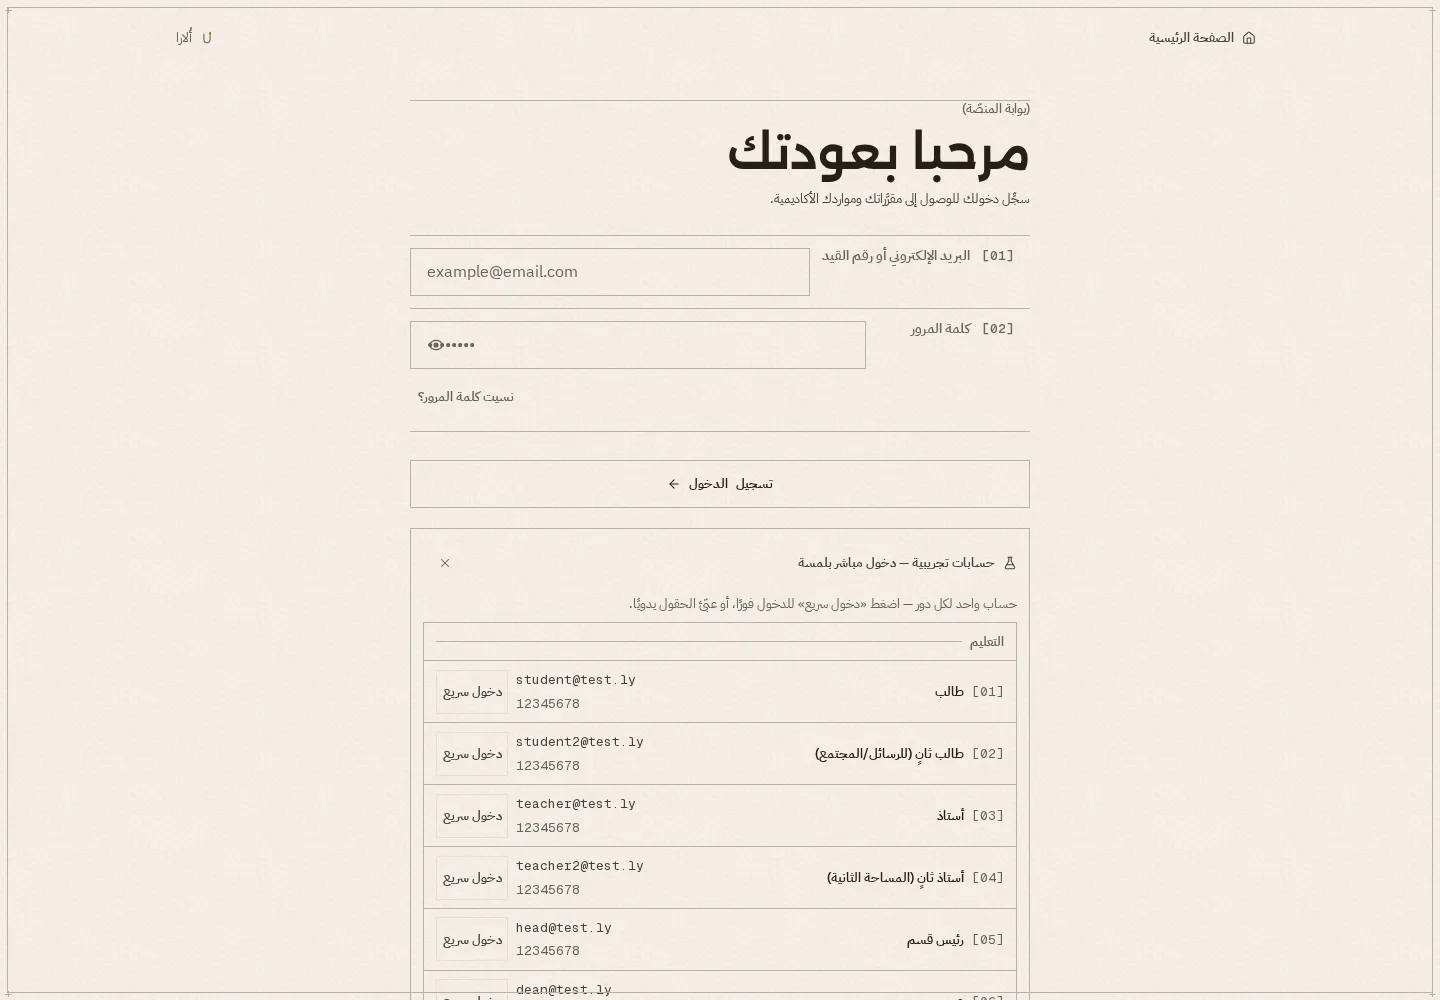 الصفحة الرئيسية
ألارا
(بوابة المنصّة)
مرحبا بعودتك
سجِّل دخولك للوصول إلى مقرَّراتك ومواردك الأكاديمية.
[01] البريد الإلكتروني أو رقم القيد
example@email.com
[02] كلمة المرور
نسيت كلمة المرور؟
تسجيل الدخول ←
حسابات تجريبية — دخول مباشر بلمسة
حساب واحد لكل دور — اضغط «دخول سريع» للدخول فورًا، أو عبّئ الحقول يدويًا.
التعليم
[01] طالب
student@test.ly
12345678
دخول سريع
[02] طالب ثانٍ (للرسائل/المجتمع)
student2@test.ly
12345678
دخول سريع
[03] أستاذ
teacher@test.ly
12345678
دخول سريع
[04] أستاذ ثانٍ (المساحة الثانية)
teacher2@test.ly
12345678
دخول سريع
[05] رئيس قسم
head@test.ly
12345678
دخول سريع
dean@test.ly